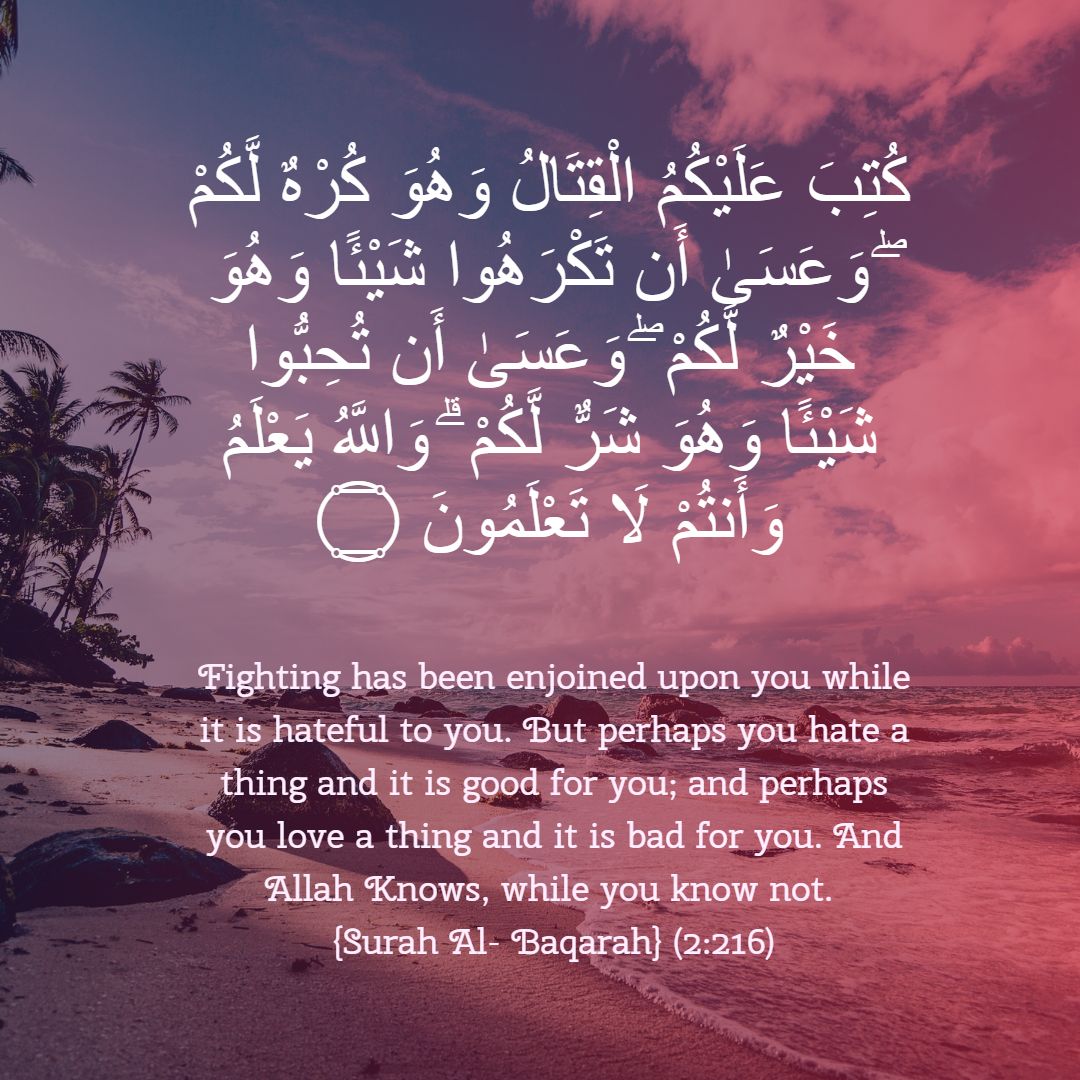 كُتِبَ عَلَيْكُمُ الْقِتَالُ وَهُوَ كُرْهٌ لَّكُمْ
ۖ وَعَسَىٰ أَن تَكْرَهُوا شَيْئًا وَهُوَ
خَيْرٌ لَّكُمْ ۖ وَعَسَىٰ أَن تُحِبُّوا
شَيْئًا وَهُوَ شَرٌّ لَّكُمْ ۗ وَاللَّهُ يَعْلَمُ
وَأَنتُمْ لَا تَعْلَمُونَ ۝
Fighting has been enjoined upon you while
it is hateful to you. But perhaps you hate a
thing and it is good for you; and perhaps
you love a thing and it is bad for you. And
Allah Knows, while you know not.
{Surah Al- Baqarah} (2:216)